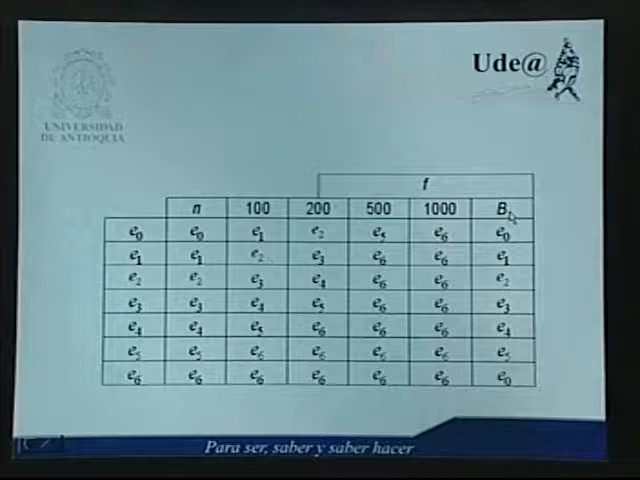 UNIVERSIDAD
DE ANTIOQUIA
Ude@
f
n 100 200 500 1000 B
e0 e0 e1 e2 e5 e6 e0
e1 e1 e2 e3 e6 e6 e1
e2 e2 e3 e4 e6 e6 e2
e3 e3 e4 e5 e6 e6 e3
e4 e4 e5 e6 e6 e6 e4
e5 e5 e6 e6 e6 e6 e5
e6 e6 e6 e6 e6 e6 e0
Para ser, saber y saber hacer